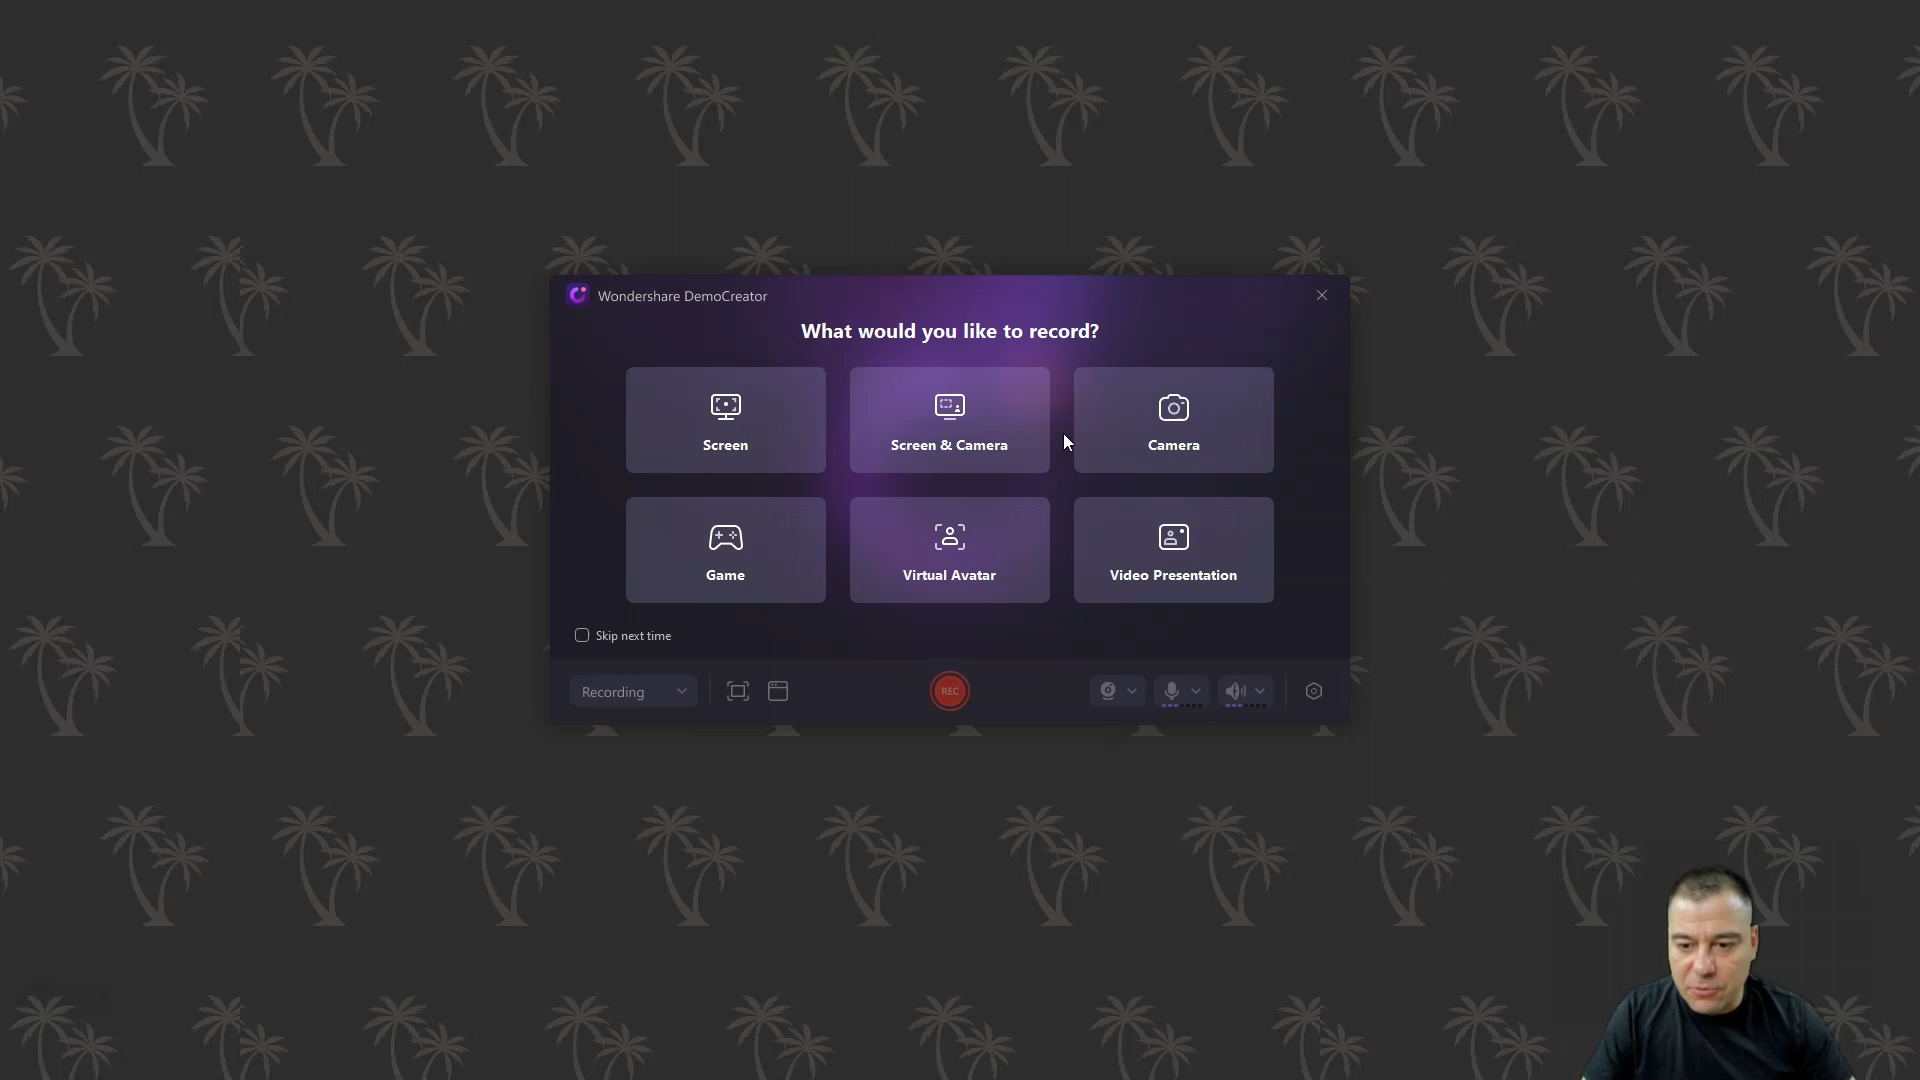 Wondershare DemoCreator
What would you like to record?
Screen
Screen & Camera
Camera
Game
Virtual Avatar
Video Presentation
Skip next time
Recording
REC